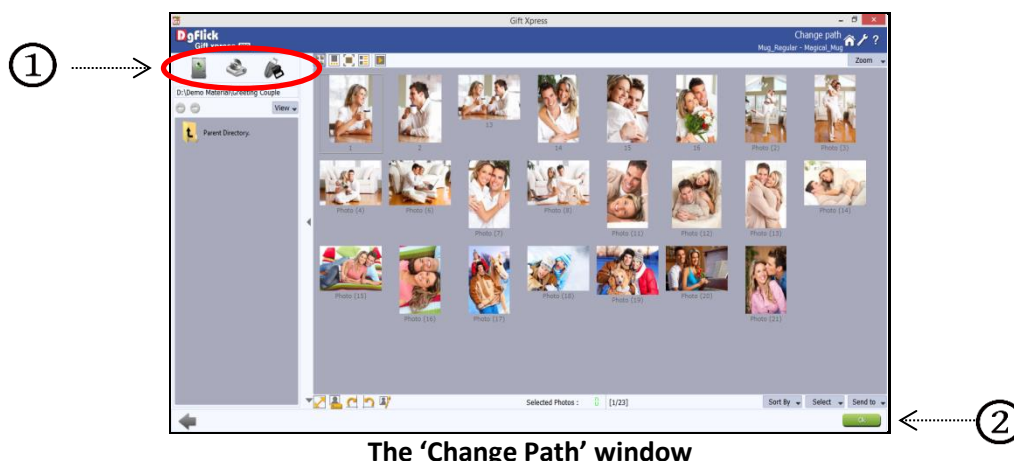 Gift Xpress
DgFlick
Change path
Gift Xpress
Mug_Regular - Magical_Mug
?
1
Zoom
D:\Demo Material\Greeting Couple
View
Parent Directory.
1
2
13
14
15
16
Photo (2)
Photo (3)
Photo (4)
Photo (6)
Photo (7)
Photo (9)
Photo (11)
Photo (12)
Photo (13)
Photo (14)
Photo (15)
Photo (16)
Photo (17)
Photo (18)
Photo (19)
Photo (20)
Photo (21)
Selected Photos :
[1/23]
Sort By
Select
Send to
Ok
2
The ‘Change Path’ window